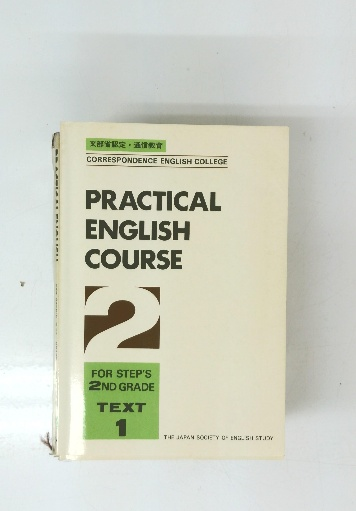 文部省認定・通信教育
CORRESPONDENCE ENGLISH COLLEGE
PRACTICAL
ENGLISH
COURSE
2
FOR STEP'S
2ND GRADE
TEXT
1
THE JAPAN SOCIETY OF ENGLISH STUDY